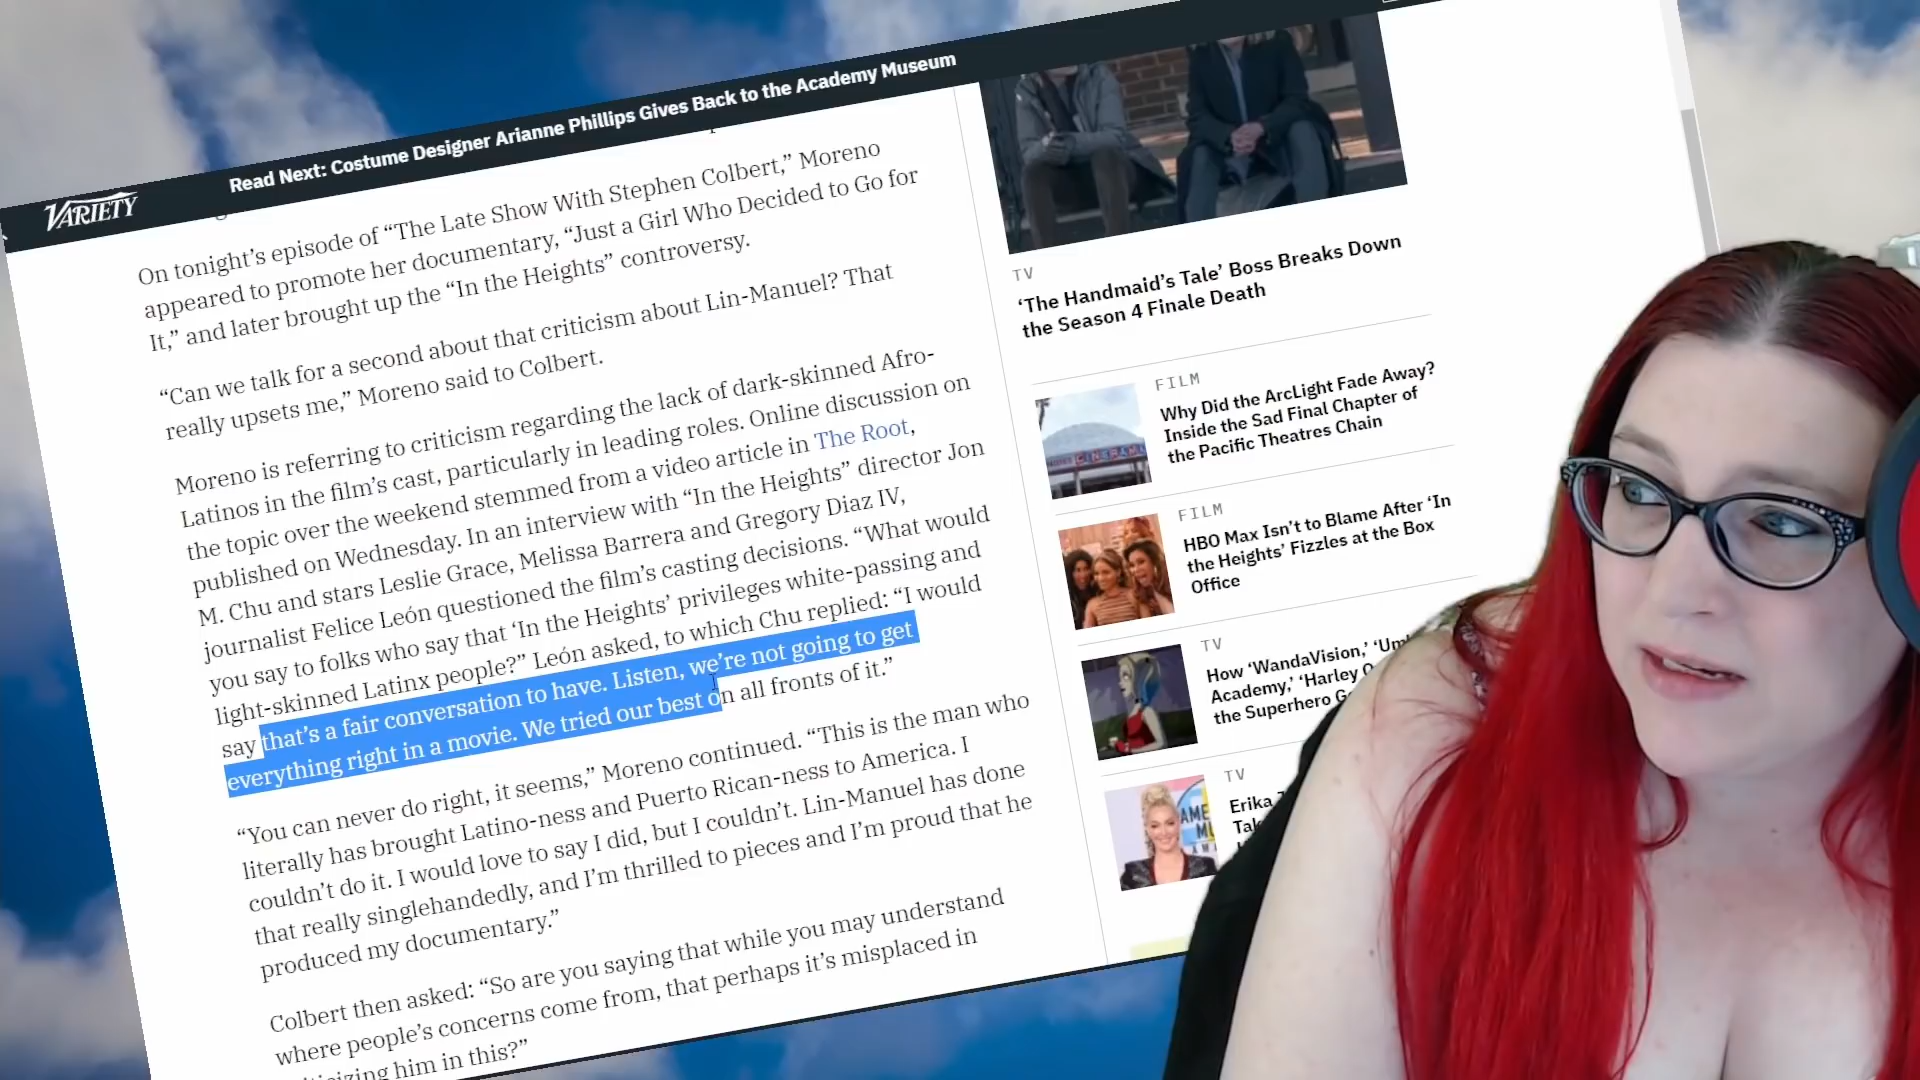 Read Next: Costume Designer Arianne Phillips Gives Back to the Academy Museum
VARIETY
On tonight's episode of “The Late Show With Stephen Colbert,” Moreno
appeared to promote her documentary, “Just a Girl Who Decided to Go for
It,” and later brought up the “In the Heights” controversy.
“Can we talk for a second about that criticism about Lin-Manuel? That
really upsets me,” Moreno said to Colbert.
Moreno is referring to criticism regarding the lack of dark-skinned Afro-
Latinos in the film's cast, particularly in leading roles. Online discussion on
the topic over the weekend stemmed from a video article in The Root,
published on Wednesday. In an interview with “In the Heights” director Jon
M. Chu and stars Leslie Grace, Melissa Barrera and Gregory Diaz IV,
journalist Felice León questioned the film's casting decisions. “What would
you say to folks who say that ‘In the Heights’ privileges white-passing and
light-skinned Latinx people?” León asked, to which Chu replied: “I would
say that's a fair conversation to have. Listen, we're not going to get
everything right in a movie. We tried our best on all fronts of it.”
“You can never do right, it seems,” Moreno continued. “This is the man who
literally has brought Latino-ness and Puerto Rican-ness to America. I
couldn't do it. I would love to say I did, but I couldn't. Lin-Manuel has done
that really singlehandedly, and I'm thrilled to pieces and I'm proud that he
produced my documentary.”
Colbert then asked: “So are you saying that while you may understand
where people's concerns come from, that perhaps it's misplaced in
him in this?”
TV
‘The Handmaid's Tale’ Boss Breaks Down
the Season 4 Finale Death
FILM
Why Did the ArcLight Fade Away?
Inside the Sad Final Chapter of
the Pacific Theatres Chain
FILM
HBO Max Isn't to Blame After ‘In
the Heights’ Fizzles at the Box
Office
TV
How ‘WandaVision,’
Academy,’ ‘Harley
the Superhero
TV
Erika